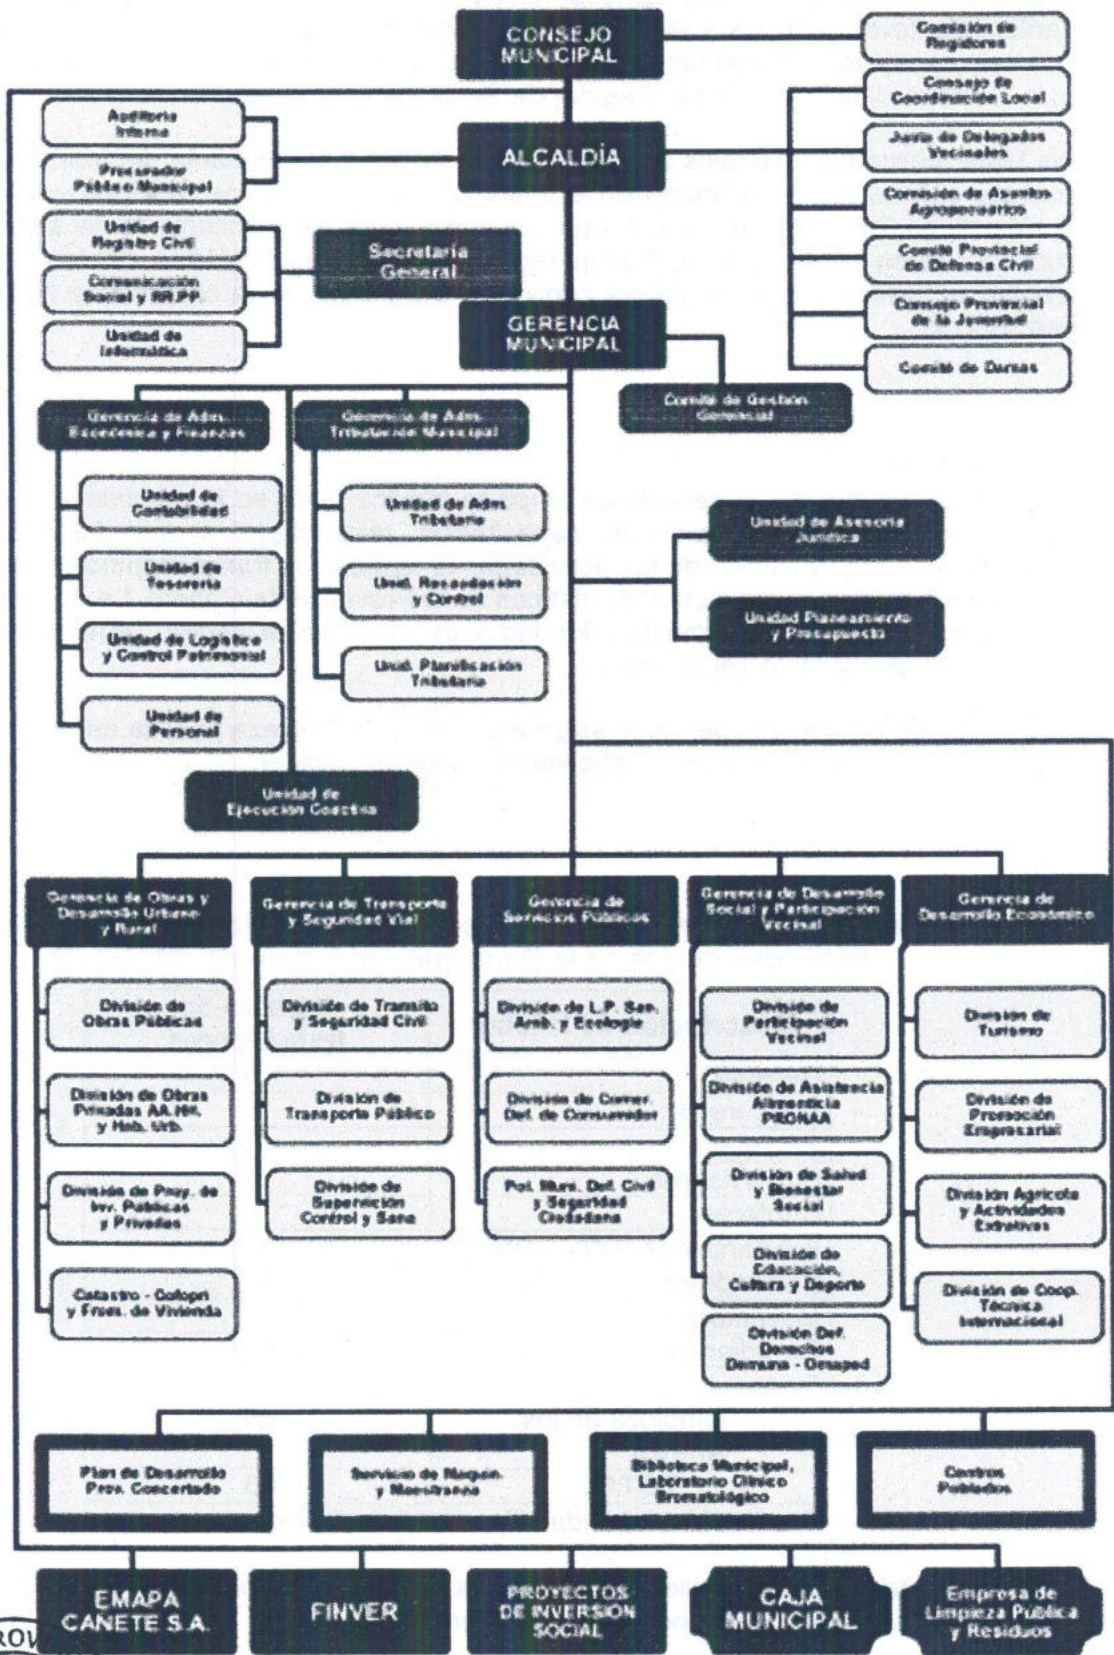 CONSEJO
MUNICIPAL
Comisión de
Regidores
Consejo de
Coordinación Local
Auditoría
Interna
ALCALDÍA
Junta de Delegados
Vecinales
Procurador
Público Municipal
Comisión de Asuntos
Agropecuarios
Unidad de
Registro Civil
Secretaría
General
Comité Provincial
de Defensa Civil
Comunicación
Social y RR.PP.
Consejo Provincial
de la Juventud
Unidad de
Informática
GERENCIA
MUNICIPAL
Comité de Damas
Comité de Gestión
Gerencial
Gerencia de Adm.
Económica y Finanzas
Gerencia de Adm.
Tributación Municipal
Unidad de
Contabilidad
Unidad de Adm.
Tributaria
Unidad de Asesoría
Jurídica
Unidad de
Tesorería
Unid. Recaudación
y Control
Unidad Planeamiento
y Presupuesto
Unidad de Logística
y Control Patrimonial
Unid. Planificación
Tributaria
Unidad de
Personal
Unidad de
Ejecución Coactiva
Gerencia de Obras y
Desarrollo Urbano
y Rural
Gerencia de Transporte
y Seguridad Vial
Gerencia de
Servicios Públicos
Gerencia de Desarrollo
Social y Participación
Vecinal
Gerencia de
Desarrollo Económico
División de
Obras Públicas
División de Transito
y Seguridad Civil
División de L.P. San.
Amb. y Ecología
División de
Participación
Vecinal
División de
Turismo
División de Obras
Privadas AA.HH.
y Hab. Urb.
División de
Transporte Público
División de Comer.
Def. de Consumidor
División de Asistencia
Alimenticia
PRONAA
División de
Promoción
Empresarial
División de Proy. de
Inv. Públicas
y Privadas
División de
Supervición
Control y Sanc
Pol. Muni. Def. Civil
y Seguridad
Ciudadana
División de Salud
y Bienestar
Social
División Agrícola
y Actividades
Extrativas
Catastro - Cofopri
y Fines. de Vivienda
División de
Educación,
Cultura y Deporto
División de Coop.
Técnica
Internacional
División Def.
Derechos
Demuna - Omaped
Plan de Desarrollo
Prov. Concertado
Servicio de Maquin.
y Maestranza
Biblioteca Municipal,
Laboratorio Clínico
Bromatológico
Centros
Poblados
EMAPA
CAÑETE S.A.
FINVER
PROYECTOS
DE INVERSIÓN
SOCIAL
CAJA
MUNICIPAL
Empresa de
Limpieza Pública
y Residuos